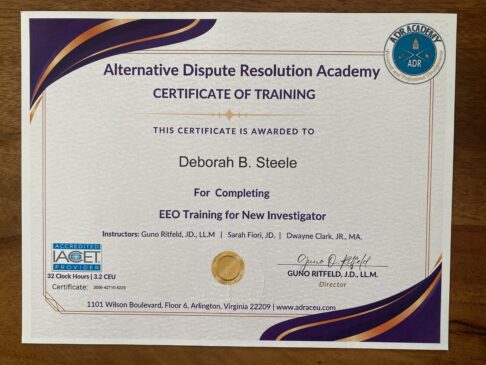 ADR ACADEMY
ADR
Alternative Dispute Resolution Academy
CERTIFICATE OF TRAINING
THIS CERTIFICATE IS AWARDED TO
Deborah B. Steele
For Completing
EEO Training for New Investigator
Instructors: Guno Ritfeld, JD., LL.M | Sarah Fiori, JD. | Dwayne Clark, JR., MA.
ACCREDITED
IACET
PROVIDER
32 Clock Hours | 3.2 CEU
Certificate:
Guno D. Ritfeld
GUNO RITFELD, J.D., LL.M.
Director
1101 Wilson Boulevard, Floor 6, Arlington, Virginia 22209 | www.adraceu.com